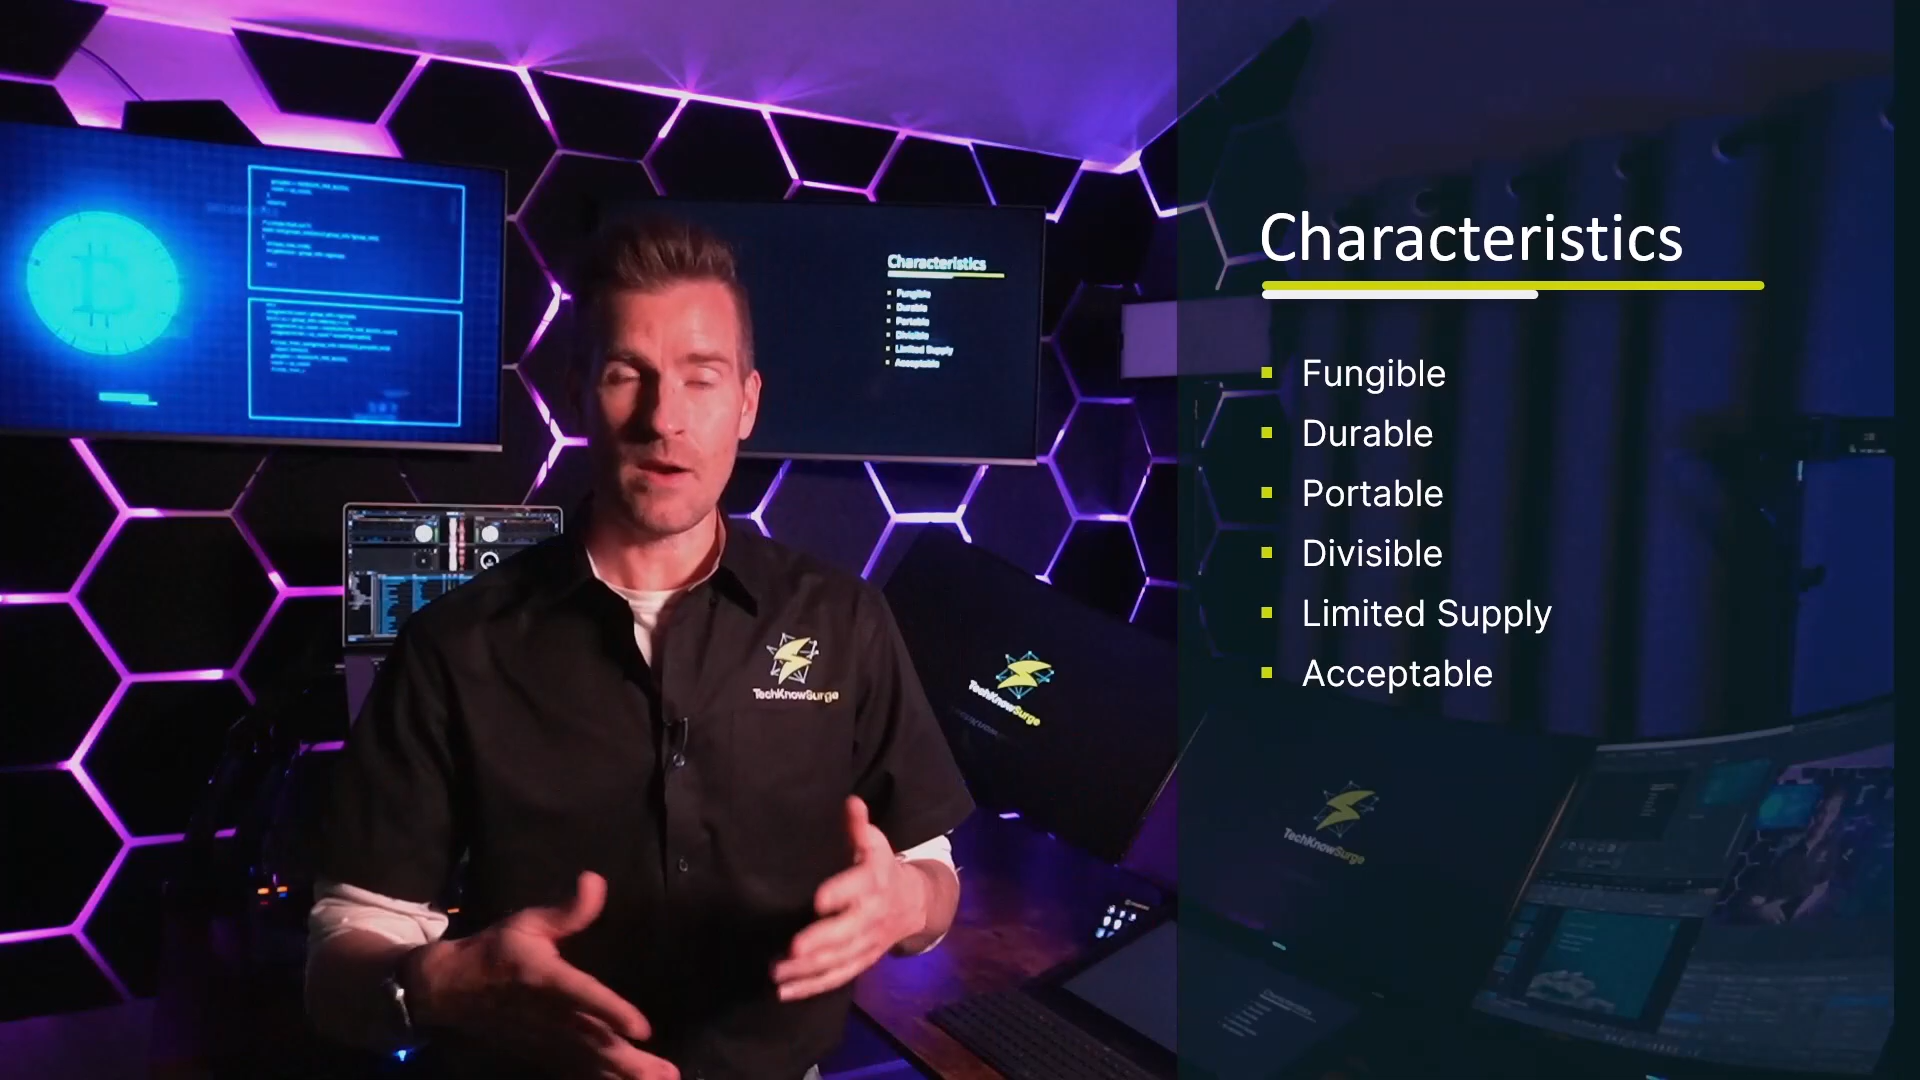 Characteristics
Fungible
Durable
Portable
Divisible
Limited Supply
Acceptable
Characteristics
Fungible
Durable
Portable
Divisible
Limited Supply
Acceptable
TechKnowSurge
TechKnowSurge
TechKnowSurge